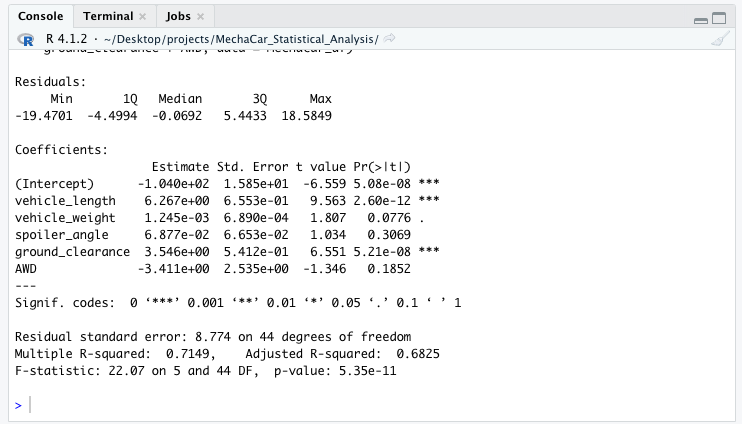 Console Terminal × Jobs ×
R R 4.1.2 · ~/Desktop/projects/MechaCar_Statistical_Analysis/
Residuals:
Min 1Q Median 3Q Max
-19.4701 -4.4994 -0.0692 5.4433 18.5849
Coefficients:
Estimate Std. Error t value Pr(>|t|)
(Intercept) -1.040e+02 1.585e+01 -6.559 5.08e-08 ***
vehicle_length 6.267e+00 6.553e-01 9.563 2.60e-12 ***
vehicle_weight 1.245e-03 6.890e-04 1.807 0.0776 .
spoiler_angle 6.877e-02 6.653e-02 1.034 0.3069
ground_clearance 3.546e+00 5.412e-01 6.551 5.21e-08 ***
AWD -3.411e+00 2.535e+00 -1.346 0.1852
---
Signif. codes: 0 ‘***’ 0.001 ‘**’ 0.01 ‘*’ 0.05 ‘.’ 0.1 ‘ ’ 1
Residual standard error: 8.774 on 44 degrees of freedom
Multiple R-squared: 0.7149, Adjusted R-squared: 0.6825
F-statistic: 22.07 on 5 and 44 DF, p-value: 5.35e-11
>